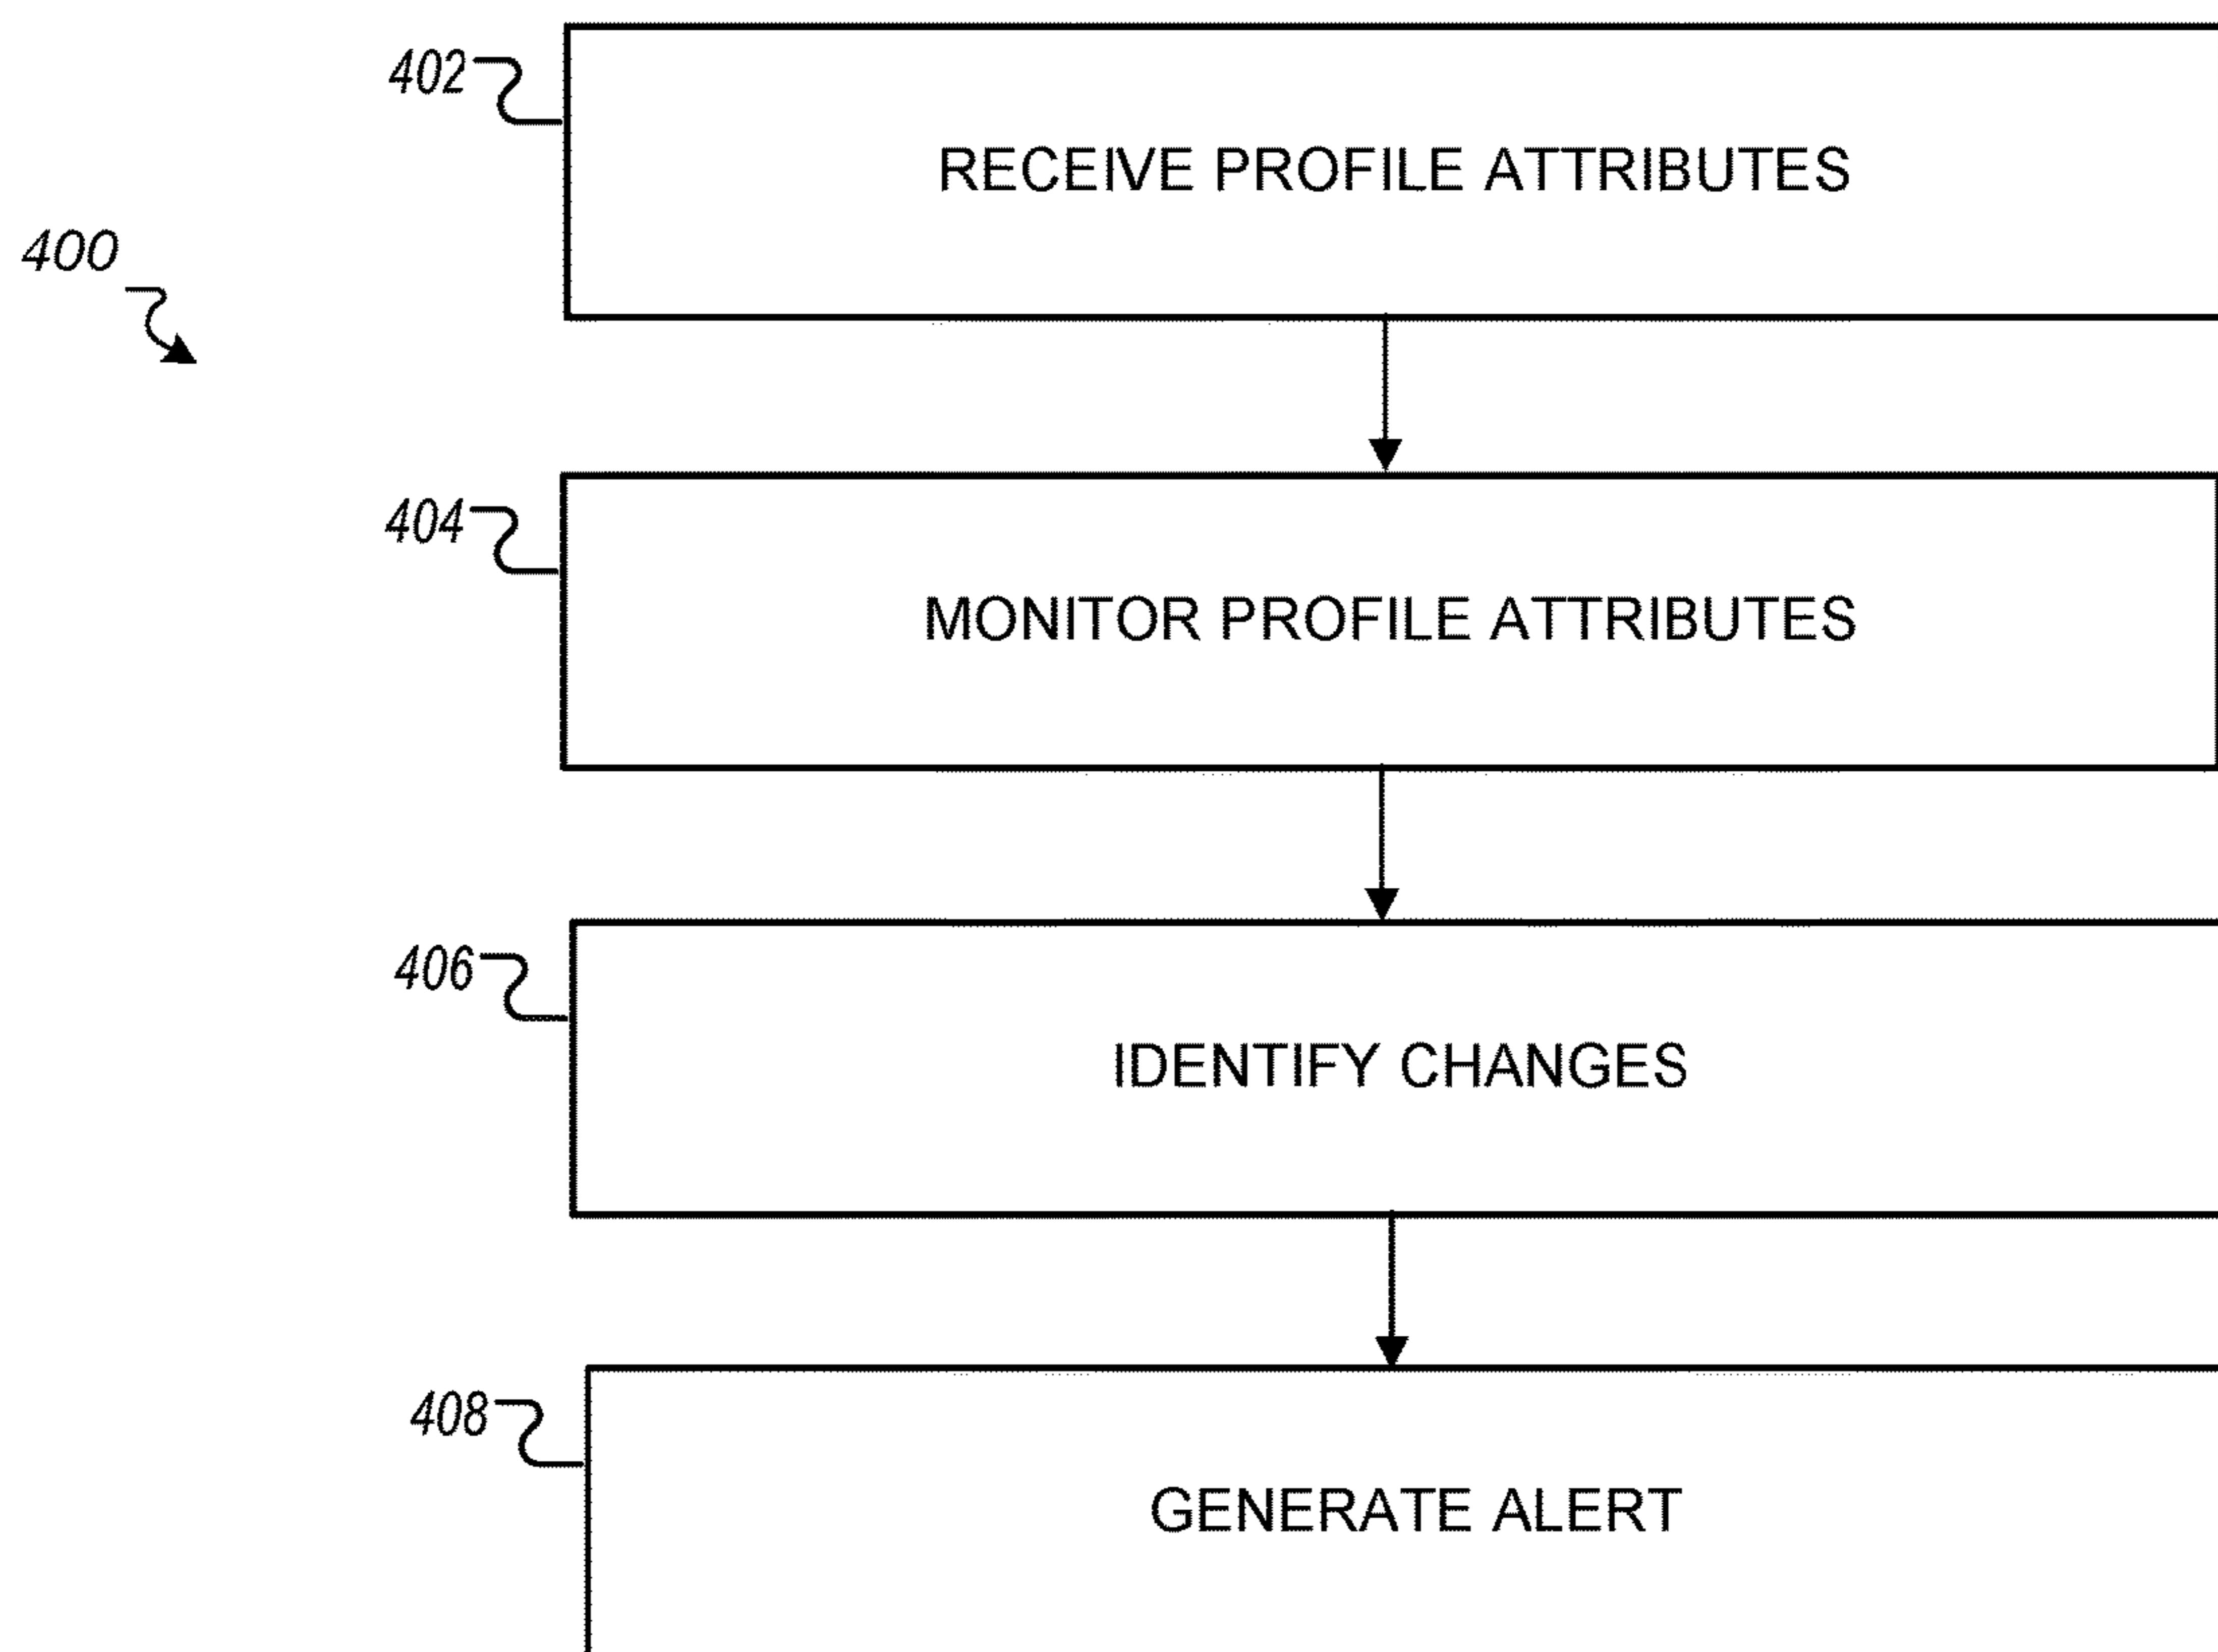 402
RECEIVE PROFILE ATTRIBUTES
400
404
MONITOR PROFILE ATTRIBUTES
406
IDENTIFY CHANGES
408
GENERATE ALERT